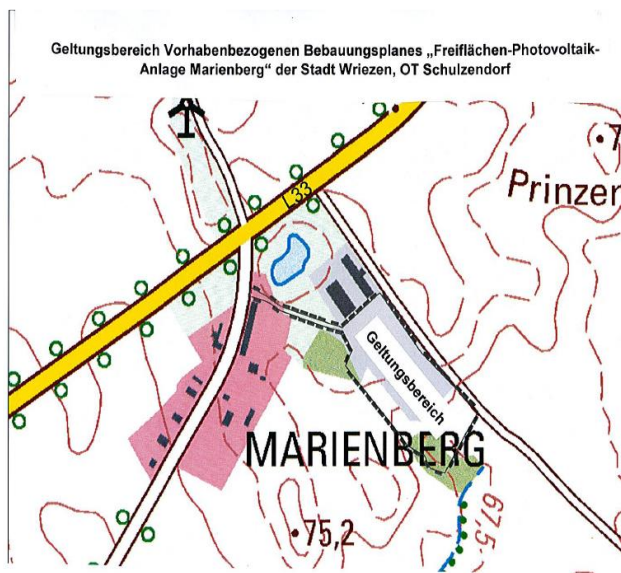 Geltungsbereich Vorhabenbezogenen Bebauungsplanes „Freiflächen-Photovoltaik-
Anlage Marienberg“ der Stadt Wriezen, OT Schulzendorf
7
L33
Prinzer
Geltungsbereich
MARIENBERG
67,5
75,2